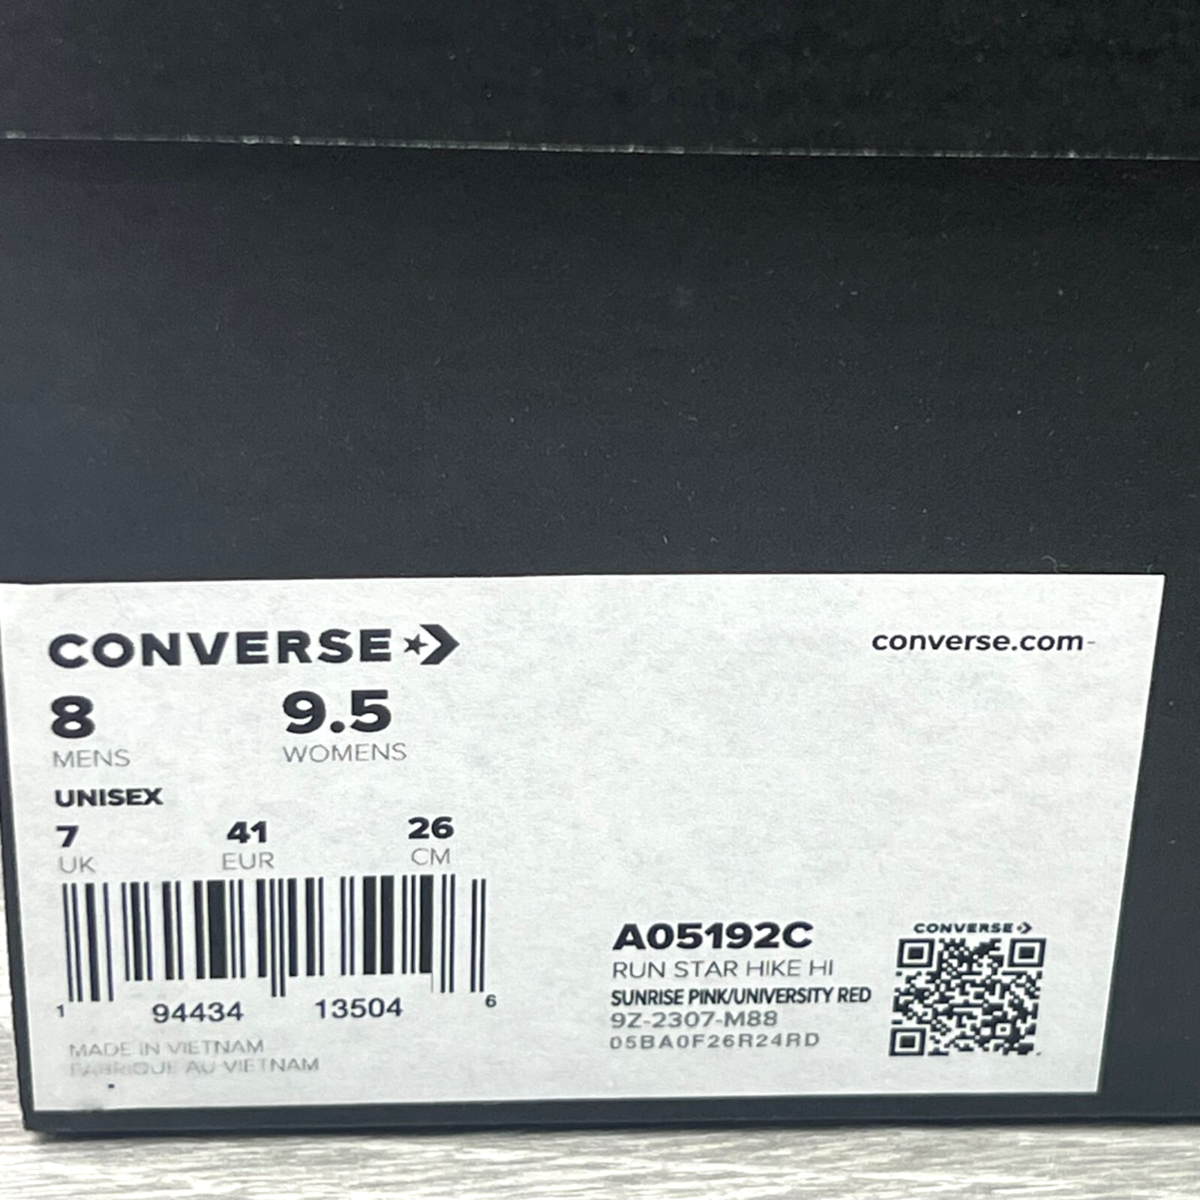 CONVERSE
converse.com
8 9.5
MENS WOMENS
UNISEX
7 41 26
UK EUR CM
1 94434 13504 6
MADE IN VIETNAM
FABRIQUE AU VIETNAM
A05192C
RUN STAR HIKE HI
SUNRISE PINK/UNIVERSITY RED
9Z-2307-M88
05BA0F26R24RD
CONVERSE